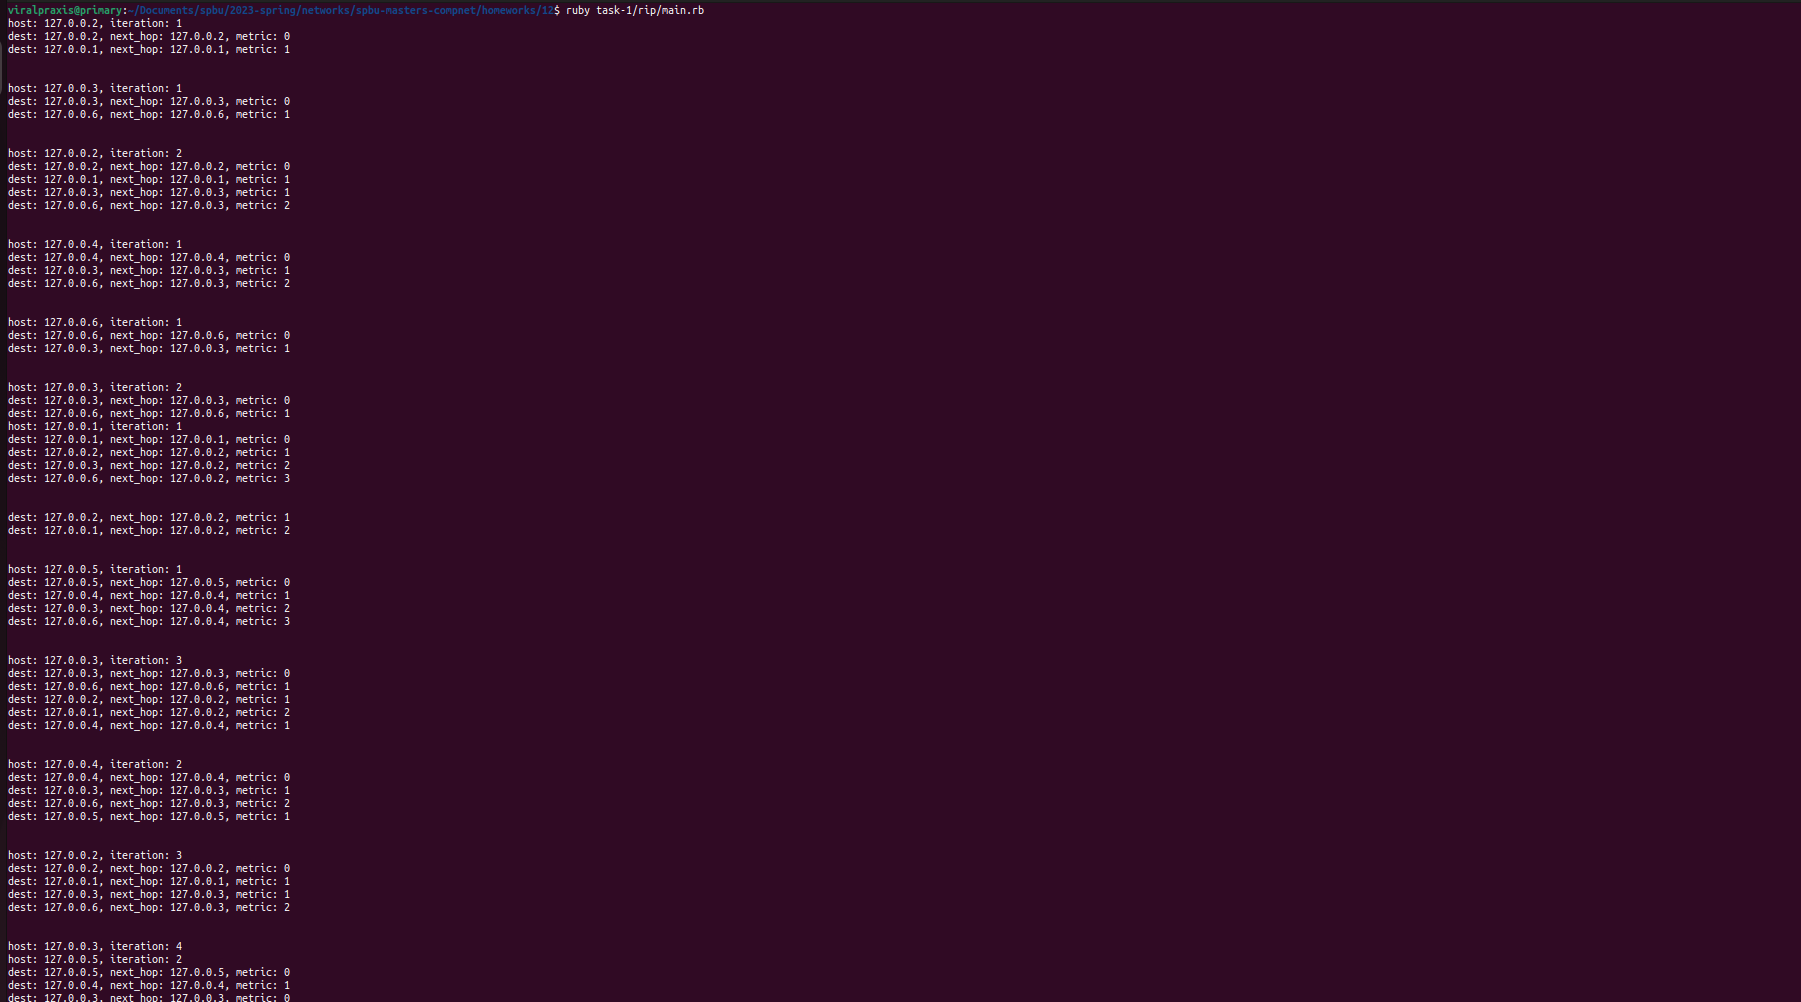 viralpraxis@primary:~/Documents/spbu/2023-spring/networks/spbu-masters-compnet/homeworks/12$ ruby task-1/rip/main.rb
host: 127.0.0.2, iteration: 1
dest: 127.0.0.2, next_hop: 127.0.0.2, metric: 0
dest: 127.0.0.1, next_hop: 127.0.0.1, metric: 1
host: 127.0.0.3, iteration: 1
dest: 127.0.0.3, next_hop: 127.0.0.3, metric: 0
dest: 127.0.0.6, next_hop: 127.0.0.6, metric: 1
host: 127.0.0.2, iteration: 2
dest: 127.0.0.2, next_hop: 127.0.0.2, metric: 0
dest: 127.0.0.1, next_hop: 127.0.0.1, metric: 1
dest: 127.0.0.3, next_hop: 127.0.0.3, metric: 1
dest: 127.0.0.6, next_hop: 127.0.0.3, metric: 2
host: 127.0.0.4, iteration: 1
dest: 127.0.0.4, next_hop: 127.0.0.4, metric: 0
dest: 127.0.0.3, next_hop: 127.0.0.3, metric: 1
dest: 127.0.0.6, next_hop: 127.0.0.3, metric: 2
host: 127.0.0.6, iteration: 1
dest: 127.0.0.6, next_hop: 127.0.0.6, metric: 0
dest: 127.0.0.3, next_hop: 127.0.0.3, metric: 1
host: 127.0.0.3, iteration: 2
dest: 127.0.0.3, next_hop: 127.0.0.3, metric: 0
dest: 127.0.0.6, next_hop: 127.0.0.6, metric: 1
host: 127.0.0.1, iteration: 1
dest: 127.0.0.1, next_hop: 127.0.0.1, metric: 0
dest: 127.0.0.2, next_hop: 127.0.0.2, metric: 1
dest: 127.0.0.3, next_hop: 127.0.0.2, metric: 2
dest: 127.0.0.6, next_hop: 127.0.0.2, metric: 3
dest: 127.0.0.2, next_hop: 127.0.0.2, metric: 1
dest: 127.0.0.1, next_hop: 127.0.0.2, metric: 2
host: 127.0.0.5, iteration: 1
dest: 127.0.0.5, next_hop: 127.0.0.5, metric: 0
dest: 127.0.0.4, next_hop: 127.0.0.4, metric: 1
dest: 127.0.0.3, next_hop: 127.0.0.4, metric: 2
dest: 127.0.0.6, next_hop: 127.0.0.4, metric: 3
host: 127.0.0.3, iteration: 3
dest: 127.0.0.3, next_hop: 127.0.0.3, metric: 0
dest: 127.0.0.6, next_hop: 127.0.0.6, metric: 1
dest: 127.0.0.2, next_hop: 127.0.0.2, metric: 1
dest: 127.0.0.1, next_hop: 127.0.0.2, metric: 2
dest: 127.0.0.4, next_hop: 127.0.0.4, metric: 1
host: 127.0.0.4, iteration: 2
dest: 127.0.0.4, next_hop: 127.0.0.4, metric: 0
dest: 127.0.0.3, next_hop: 127.0.0.3, metric: 1
dest: 127.0.0.6, next_hop: 127.0.0.3, metric: 2
dest: 127.0.0.5, next_hop: 127.0.0.5, metric: 1
host: 127.0.0.2, iteration: 3
dest: 127.0.0.2, next_hop: 127.0.0.2, metric: 0
dest: 127.0.0.1, next_hop: 127.0.0.1, metric: 1
dest: 127.0.0.3, next_hop: 127.0.0.3, metric: 1
dest: 127.0.0.6, next_hop: 127.0.0.3, metric: 2
host: 127.0.0.3, iteration: 4
host: 127.0.0.5, iteration: 2
dest: 127.0.0.5, next_hop: 127.0.0.5, metric: 0
dest: 127.0.0.4, next_hop: 127.0.0.4, metric: 1
dest: 127.0.0.3, next_hop: 127.0.0.3, metric: 0